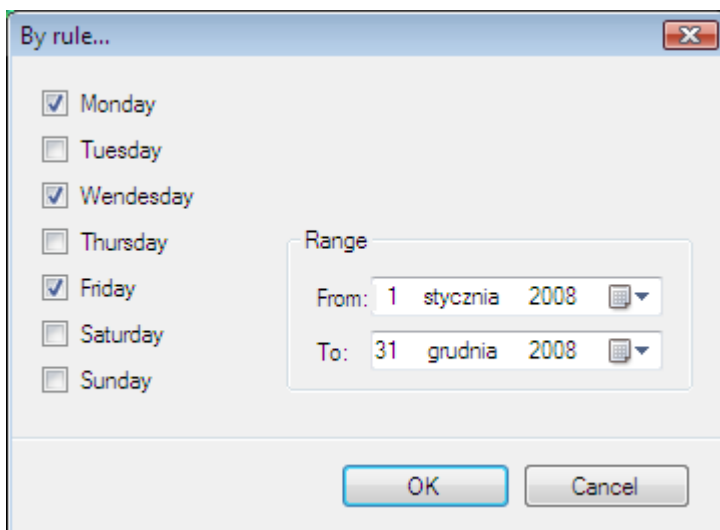 By rule...
Monday
Tuesday
Wendesday
Thursday
Friday
Saturday
Sunday
Range
From: 1 stycznia 2008
To: 31 grudnia 2008
OK Cancel